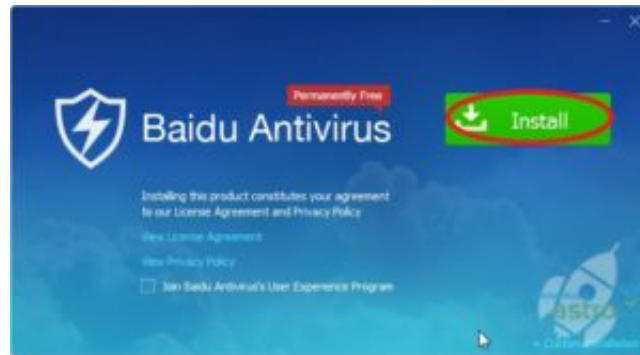 Permanently Free
Baidu Antivirus
Install
Installing this product constitutes your agreement
to our License Agreement and Privacy Policy
View License Agreement
View Privacy Policy
Join Baidu Antivirus's User Experience Program